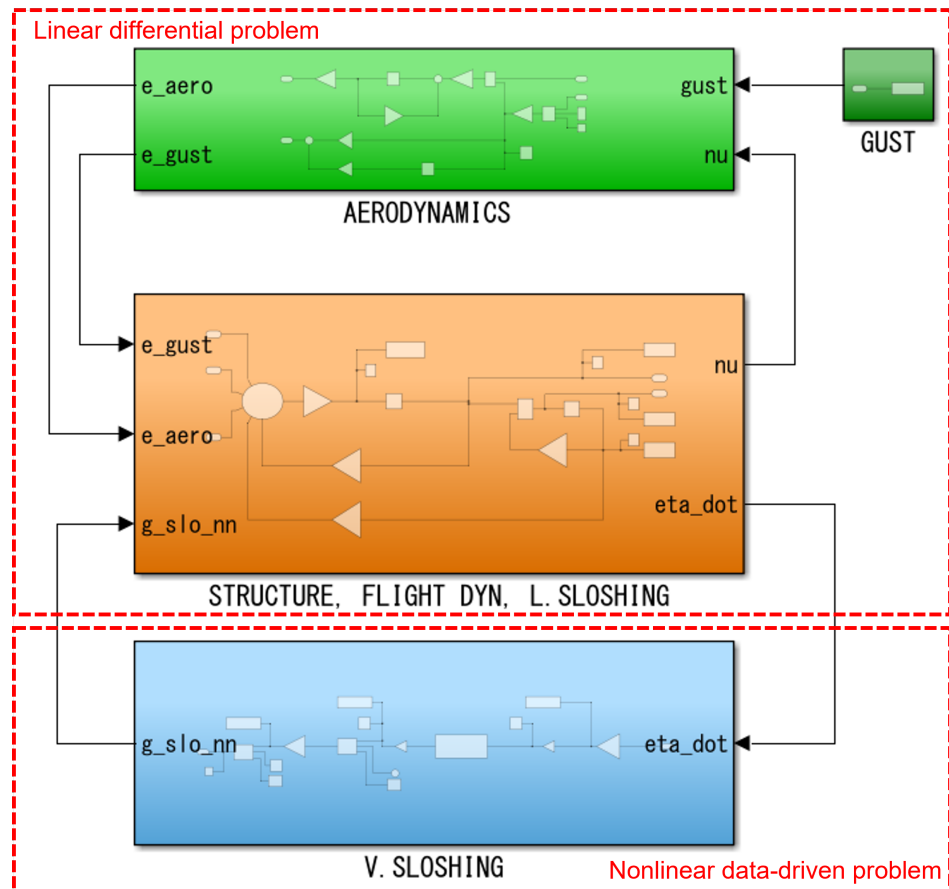 Linear differential problem
e_aero
gust
e_gust
nu
GUST
AERODYNAMICS
e_gust
nu
e_aero
eta_dot
g_slo_nn
STRUCTURE, FLIGHT DYN, L.SLOSHING
g_slo_nn
eta_dot
V.SLOSHING
Nonlinear data-driven problem